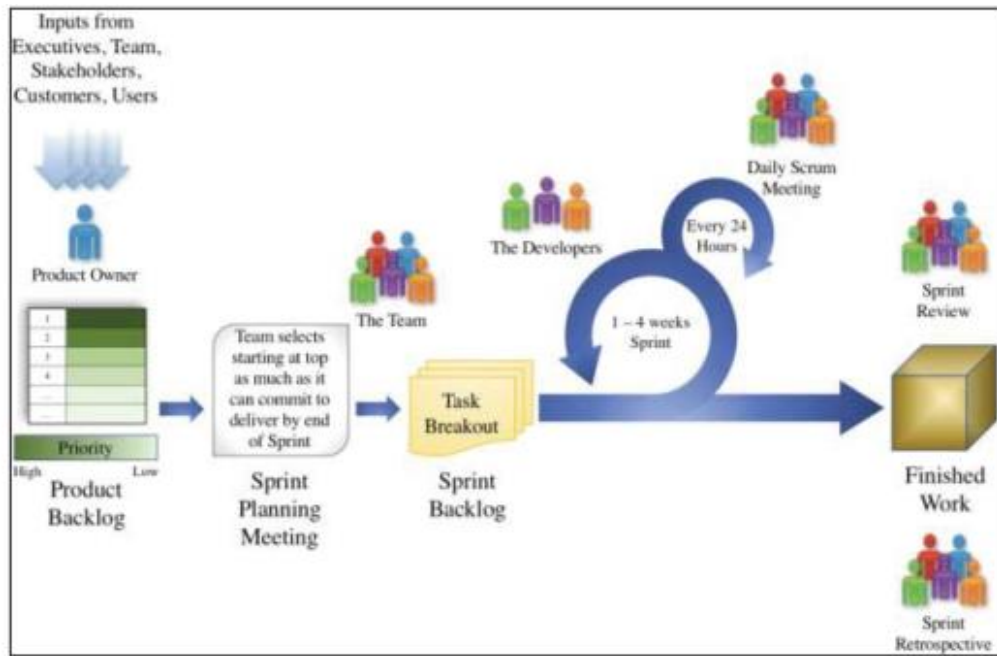 Inputs from
Executives, Team,
Stakeholders,
Customers, Users
Product Owner
1
2
3
4
...
...
Priority
High
Low
Product
Backlog
The Team
Team selects
starting at top
as much as it
can commit to
deliver by end
of Sprint
Sprint
Planning
Meeting
Task
Breakout
Sprint
Backlog
The Developers
1 – 4 weeks
Sprint
Every 24
Hours
Daily Scrum
Meeting
Sprint
Review
Finished
Work
Sprint
Retrospective